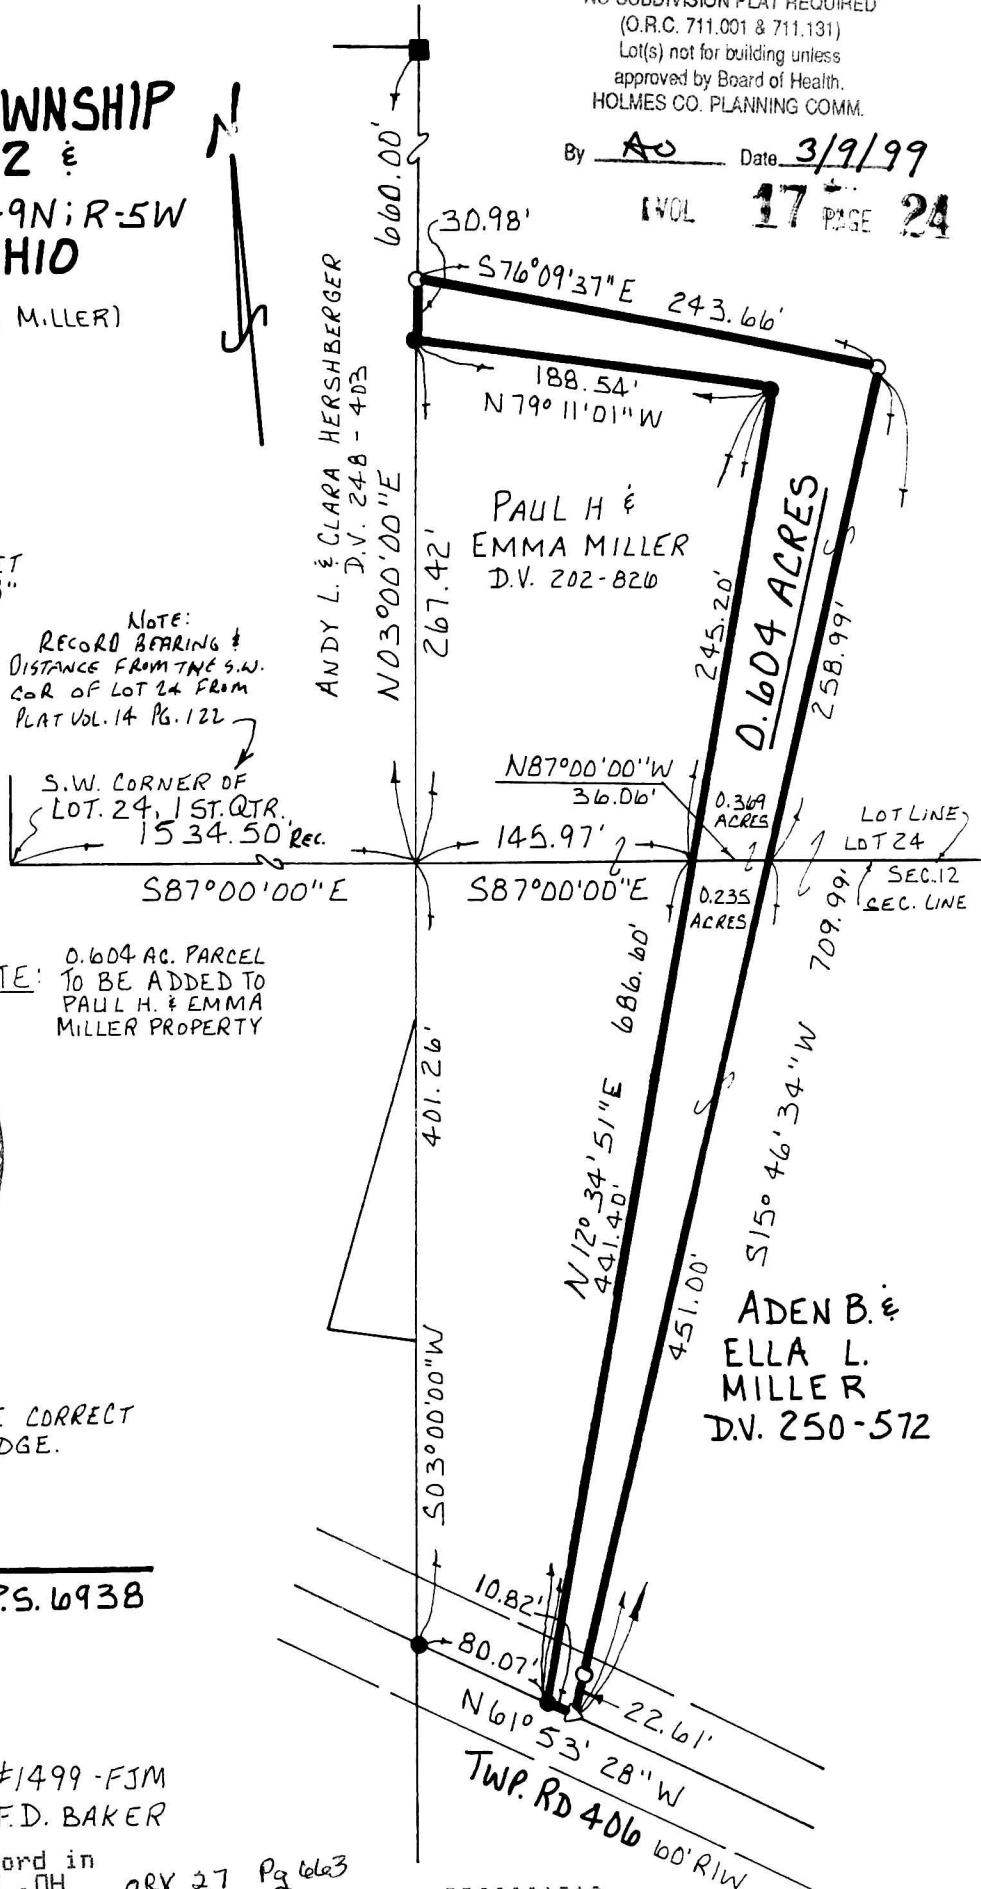 NO SUBDIVISION PLAT REQUIRED
(O.R.C. 711.001 & 711.131)
Lot(s) not for building unless
approved by Board of Health.
HOLMES CO. PLANNING COMM.
By AO Date 3/9/99
VOL 17 PAGE 24
WNSHIP
2 &
-9N; R-5W
HIO
MILLER)
N
660.00'
30.98'
S76°09'37"E 243.66'
188.54'
N79°11'01"W
ANDY L. & CLARA HERSHBERGER
D.V. 248-403
N03°00'00"E
267.42'
PAUL H &
EMMA MILLER
D.V. 202-826
245.20'
0.604 ACRES
258.99'
NOTE:
RECORD BEARING &
DISTANCE FROM THE S.W.
COR OF LOT 24 FROM
PLAT VOL. 14 PG. 122
S.W. CORNER OF
LOT. 24, 1ST. QTR.
1534.50' REC.
S87°00'00"E
N87°00'00"W
36.06'
145.97'
S87°00'00"E
0.369
ACRES
0.235
ACRES
LOT LINE
LOT 24
SEC. 12
SEC. LINE
TE: 0.604 AC. PARCEL
TO BE ADDED TO
PAUL H. & EMMA
MILLER PROPERTY
401.26'
S03°00'00"W
686.60'
N12°34'51"E
441.40'
709.99'
S15°46'34"W
451.00'
ADEN B. &
ELLA L.
MILLER
D.V. 250-572
CORRECT
DGE.
P.S. 6938
10.82'
80.07'
22.61'
N61°53'28"W
TWP. RD 406 60' R/W
#1499-FJM
F.D. BAKER
ord in
OH
Pg 663